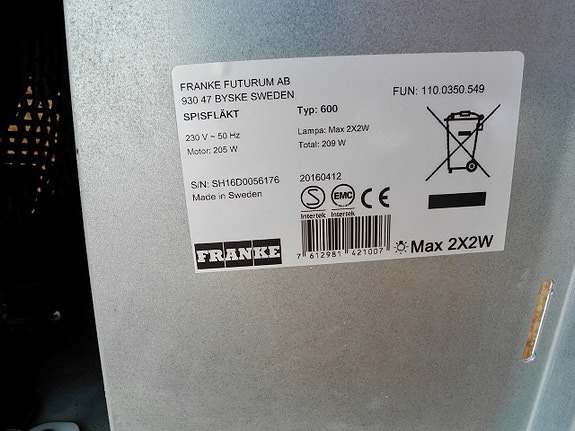 FRANKE FUTURUM AB
930 47 BYSKE SWEDEN
FUN: 110.0350.549
SPISFLÄKT
Typ: 600
230 V ~ 50 Hz
Lampa: Max 2X2W
Motor: 205 W
Total: 209 W
S/N: SH16D0056176
20160412
Made in Sweden
S
EMC
CE
Intertek
Intertek
FRANKE
7 612981 421007
Max 2X2W